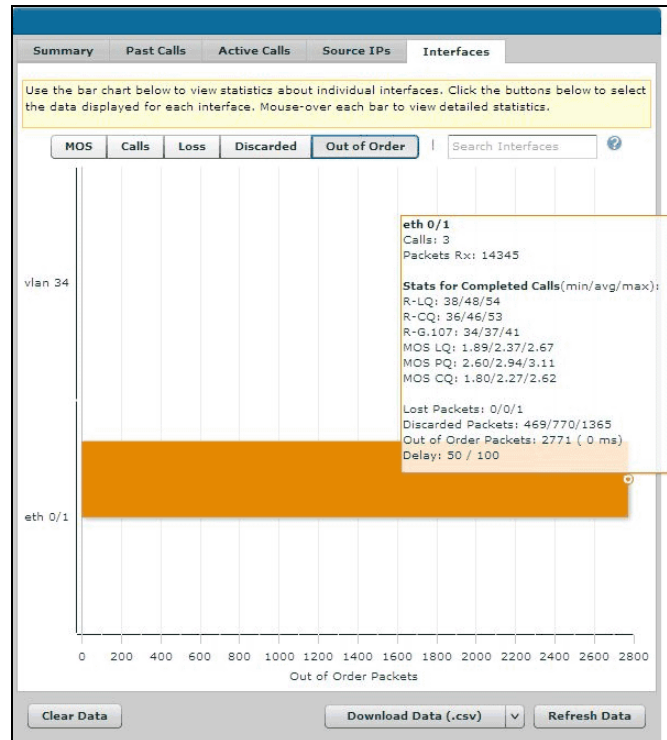 Summary Past Calls Active Calls Source IPs Interfaces
Use the bar chart below to view statistics about individual interfaces. Click the buttons below to select
the data displayed for each interface. Mouse-over each bar to view detailed statistics.
MOS Calls Loss Discarded Out of Order | Search Interfaces ?
eth 0/1
Calls: 3
Packets Rx: 14345
Stats for Completed Calls(min/avg/max):
R-LQ: 38/48/54
R-CQ: 36/46/53
R-G.107: 34/37/41
MOS LQ: 1.89/2.37/2.67
MOS PQ: 2.60/2.94/3.11
MOS CQ: 1.80/2.27/2.62
Lost Packets: 0/0/1
Discarded Packets: 469/770/1365
Out of Order Packets: 2771 ( 0 ms)
Delay: 50 / 100
vlan 34
eth 0/1
0 200 400 600 800 1000 1200 1400 1600 1800 2000 2200 2400 2600 2800
Out of Order Packets
Clear Data Download Data (.csv) v Refresh Data